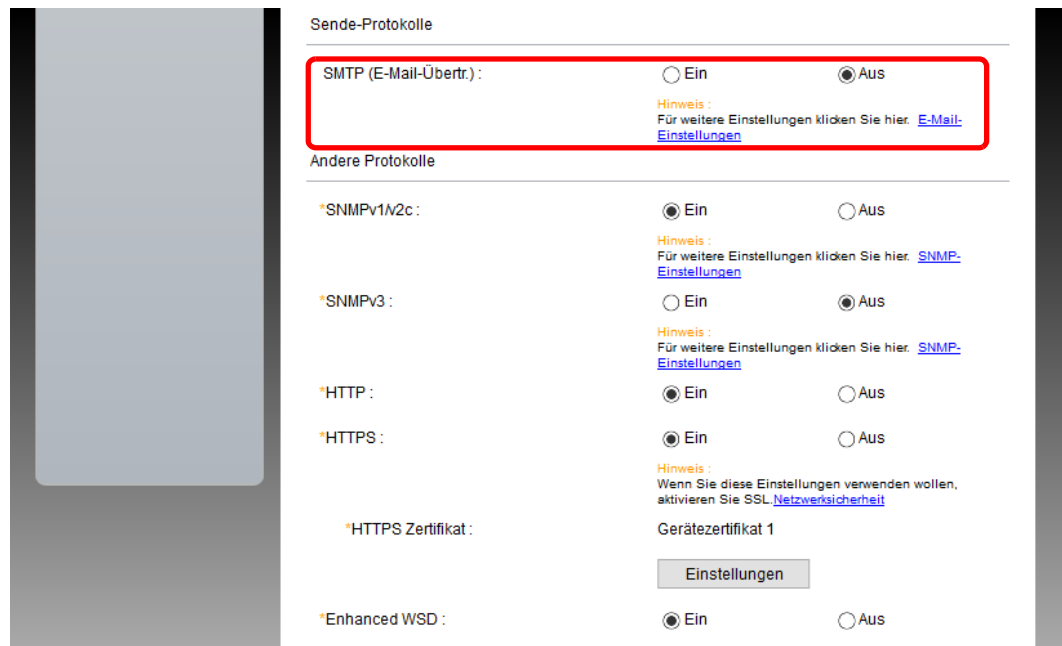 Sende-Protokolle
SMTP (E-Mail-Übertr.) : Ein Aus
Hinweis :
Für weitere Einstellungen klicken Sie hier. E-Mail-
Einstellungen
Andere Protokolle
*SNMPv1/v2c : Ein Aus
Hinweis :
Für weitere Einstellungen klicken Sie hier. SNMP-
Einstellungen
*SNMPv3 : Ein Aus
Hinweis :
Für weitere Einstellungen klicken Sie hier. SNMP-
Einstellungen
*HTTP : Ein Aus
*HTTPS : Ein Aus
Hinweis :
Wenn Sie diese Einstellungen verwenden wollen,
aktivieren Sie SSL.Netzwerksicherheit
*HTTPS Zertifikat : Gerätezertifikat 1
Einstellungen
*Enhanced WSD : Ein Aus